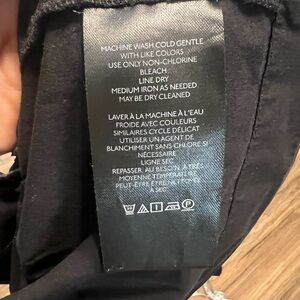 MACHINE WASH COLD GENTLE
WITH LIKE COLORS
USE ONLY NON-CHLORINE
BLEACH
LINE DRY
MEDIUM IRON AS NEEDED
MAY BE DRY CLEANED
LAVER À LA MACHINE À L'EAU
FROIDE AVEC COULEURS
SIMILAIRES CYCLE DÉLICAT
UTILISER UN AGENT DE
BLANCHIMENT SANS CHLORE SI
NÉCESSAIRE
LIGNE SEC
REPASSER, AU BESOIN, À TRÈS
MOYENNE TEMPÉRATURE
PEUT-ÊTRE ÊTRE NETTOYÉ
À SEC